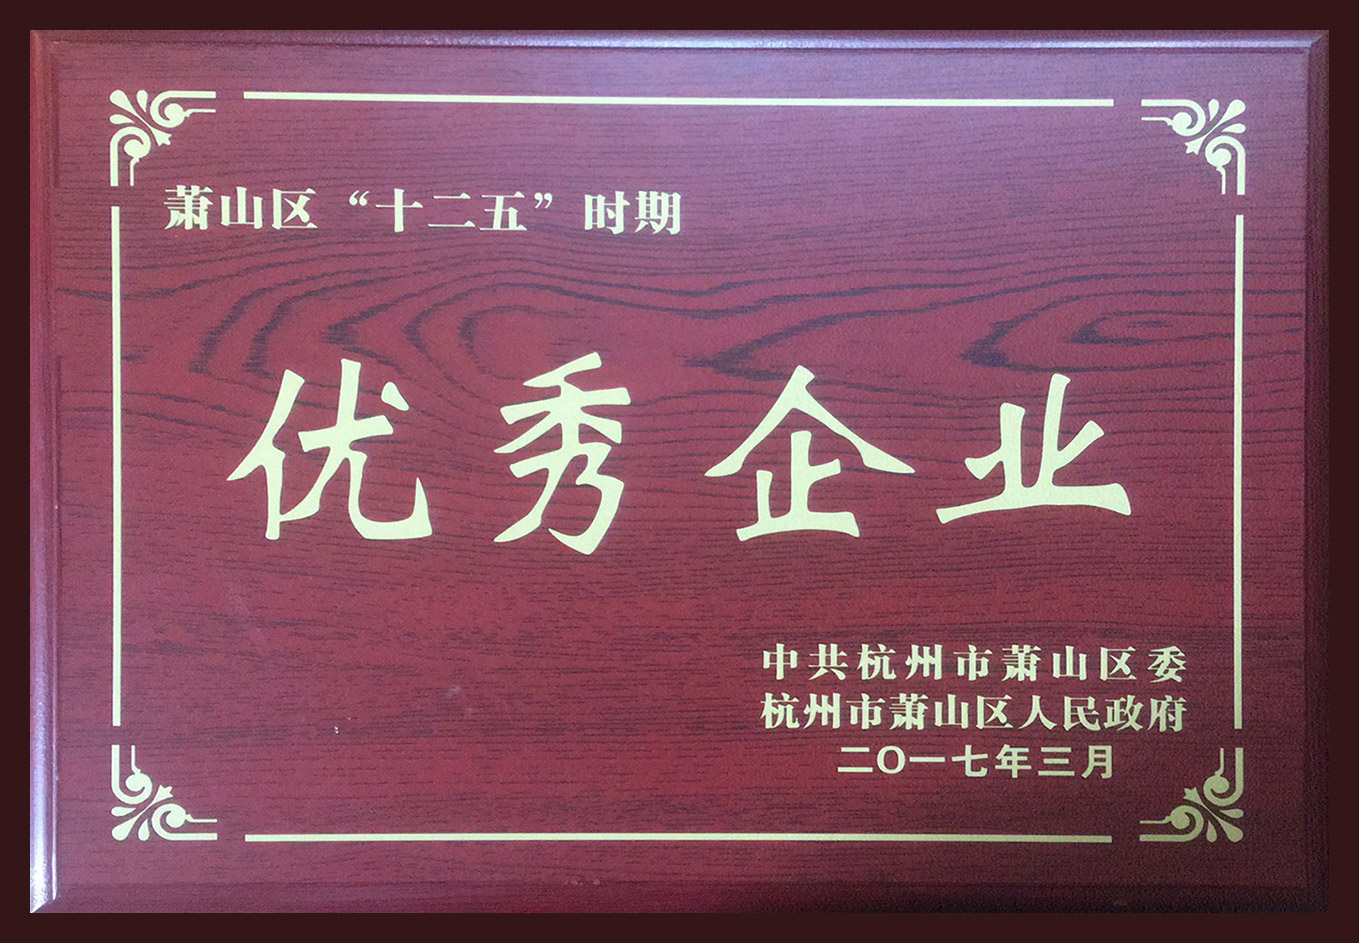 萧山区“十二五”时期
优秀企业
中共杭州市萧山区委
杭州市萧山区人民政府
二〇一七年三月